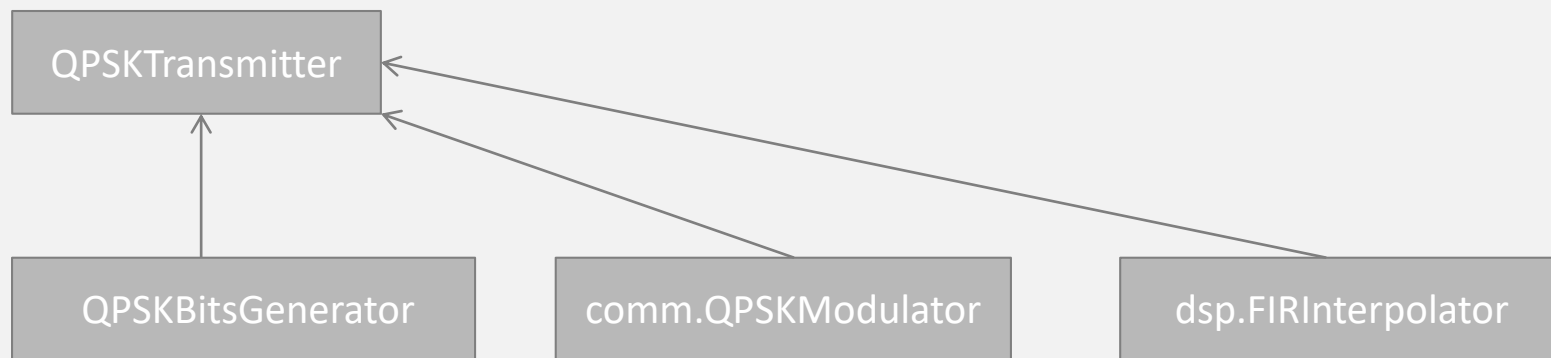 QPSKTransmitter
QPSKBitsGenerator
comm.QPSKModulator
dsp.FIRInterpolator